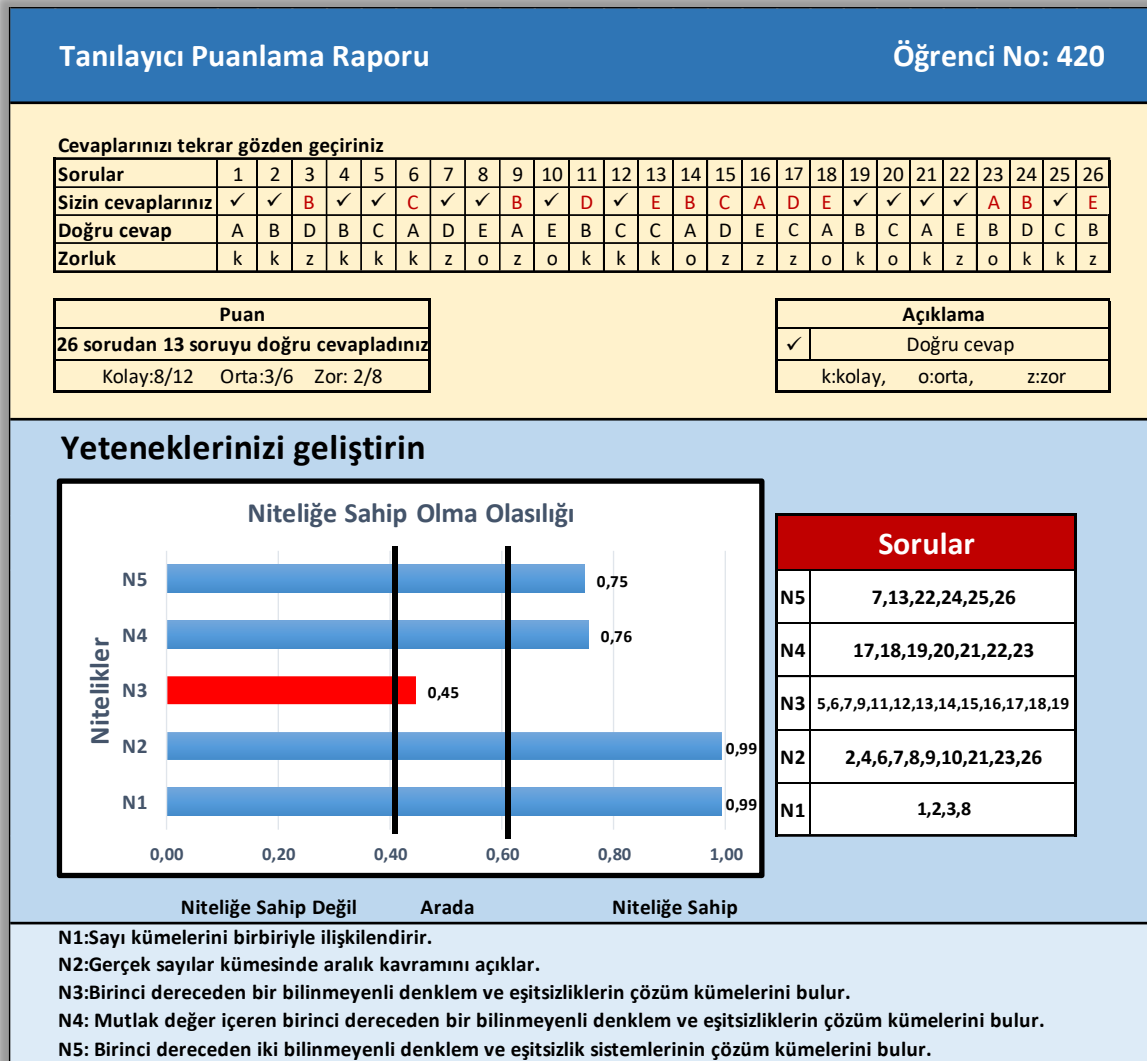 Tanılayıcı Puanlama Raporu Öğrenci No: 420
Cevaplarınızı tekrar gözden geçiriniz
Sorular 1 2 3 4 5 6 7 8 9 10 11 12 13 14 15 16 17 18 19 20 21 22 23 24 25 26
Sizin cevaplarınız ✓ ✓ B ✓ ✓ C ✓ ✓ B ✓ D ✓ E B C A D E ✓ ✓ ✓ ✓ A B ✓ E
Doğru cevap A B D B C A D E A E B C C A D E C A B C A E B D C B
Zorluk k k z k k k z o z o k k k o z z z o k o k z o k k z
Puan
26 sorudan 13 soruyu doğru cevapladınız
Kolay:8/12 Orta:3/6 Zor: 2/8
Açıklama
✓ Doğru cevap
k:kolay, o:orta, z:zor
Yeteneklerinizi geliştirin
Niteliğe Sahip Olma Olasılığı
Nitelikler
N5 0,75
N4 0,76
N3 0,45
N2 0,99
N1 0,99
0,00 0,20 0,40 0,60 0,80 1,00
Niteliğe Sahip Değil Arada Niteliğe Sahip
Sorular
N5 7,13,22,24,25,26
N4 17,18,19,20,21,22,23
N3 5,6,7,9,11,12,13,14,15,16,17,18,19
N2 2,4,6,7,8,9,10,21,23,26
N1 1,2,3,8
N1:Sayı kümelerini birbiriyle ilişkilendirir.
N2:Gerçek sayılar kümesinde aralık kavramını açıklar.
N3:Birinci dereceden bir bilinmeyenli denklem ve eşitsizliklerin çözüm kümelerini bulur.
N4: Mutlak değer içeren birinci dereceden bir bilinmeyenli denklem ve eşitsizliklerin çözüm kümelerini bulur.
N5: Birinci dereceden iki bilinmeyenli denklem ve eşitsizlik sistemlerinin çözüm kümelerini bulur.